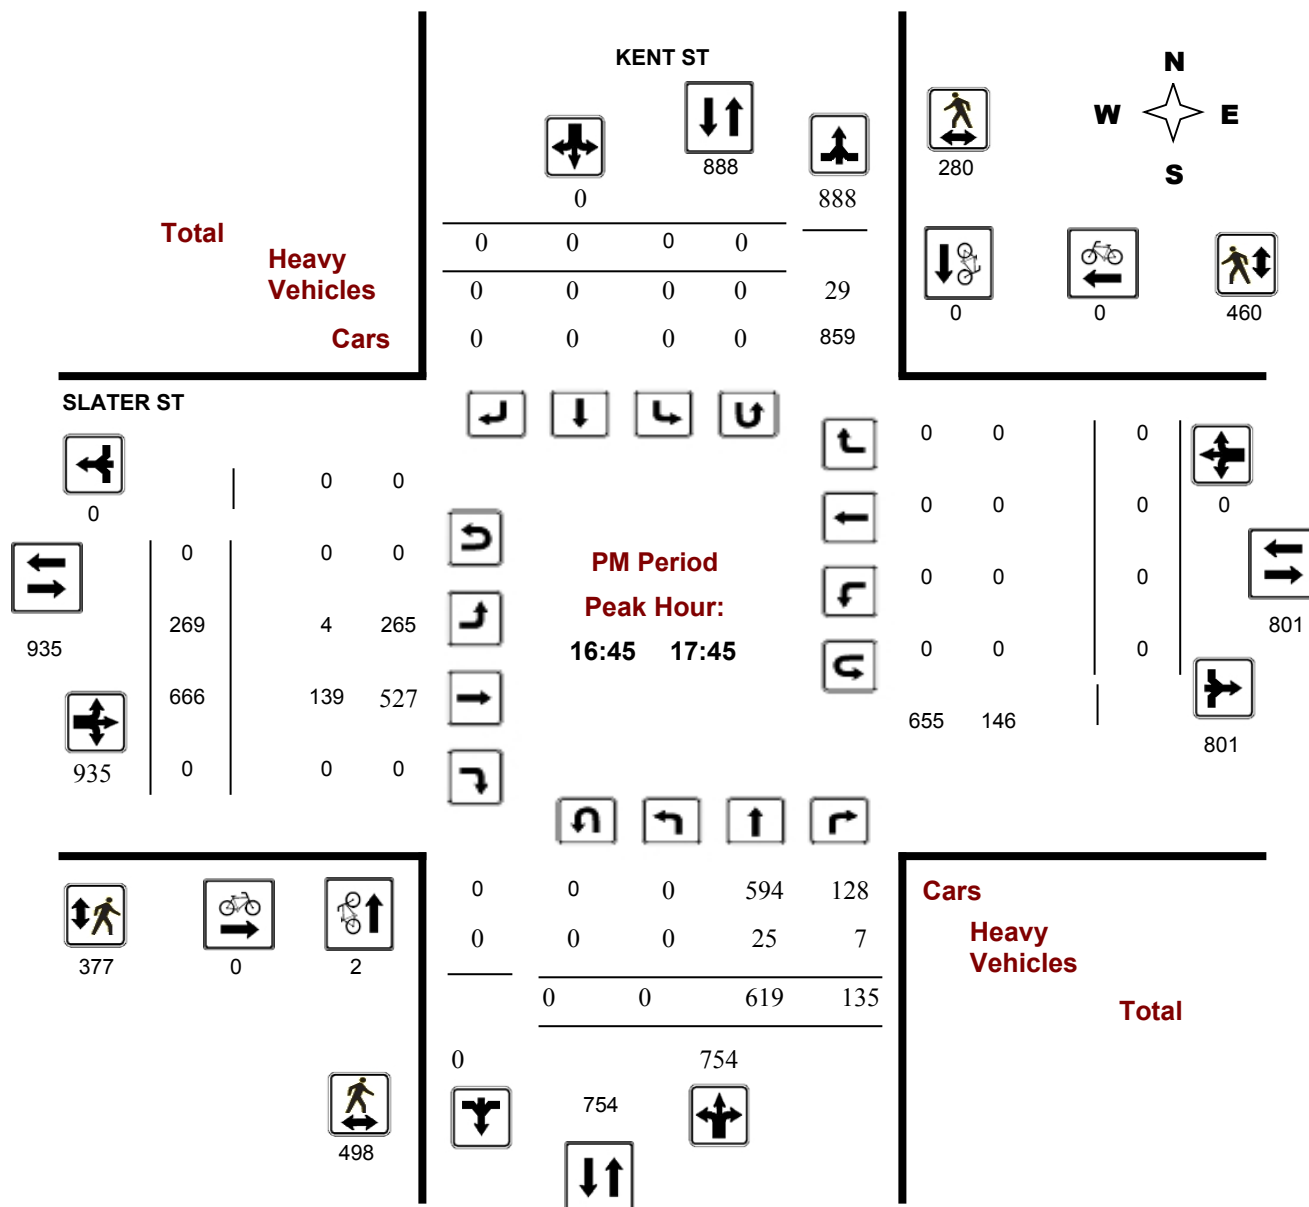 KENT ST
N
W E
S
888
280
0
888
Total
0 0 0 0
Heavy
Vehicles
0 0 0 0 29
0 0 460
Cars
0 0 0 0 859
SLATER ST
0 0 0
0 0
0
0 0 0 0
0 0 0
PM Period
0 0 0
Peak Hour:
269 4 265
801
935
16:45 17:45
0 0 0
666 139 527
655 146
801
935
0 0 0
0 0 0 594 128
Cars
0 0 0 25 7
Heavy
Vehicles
377 0 2
0 0 619 135
Total
0 754
754
498